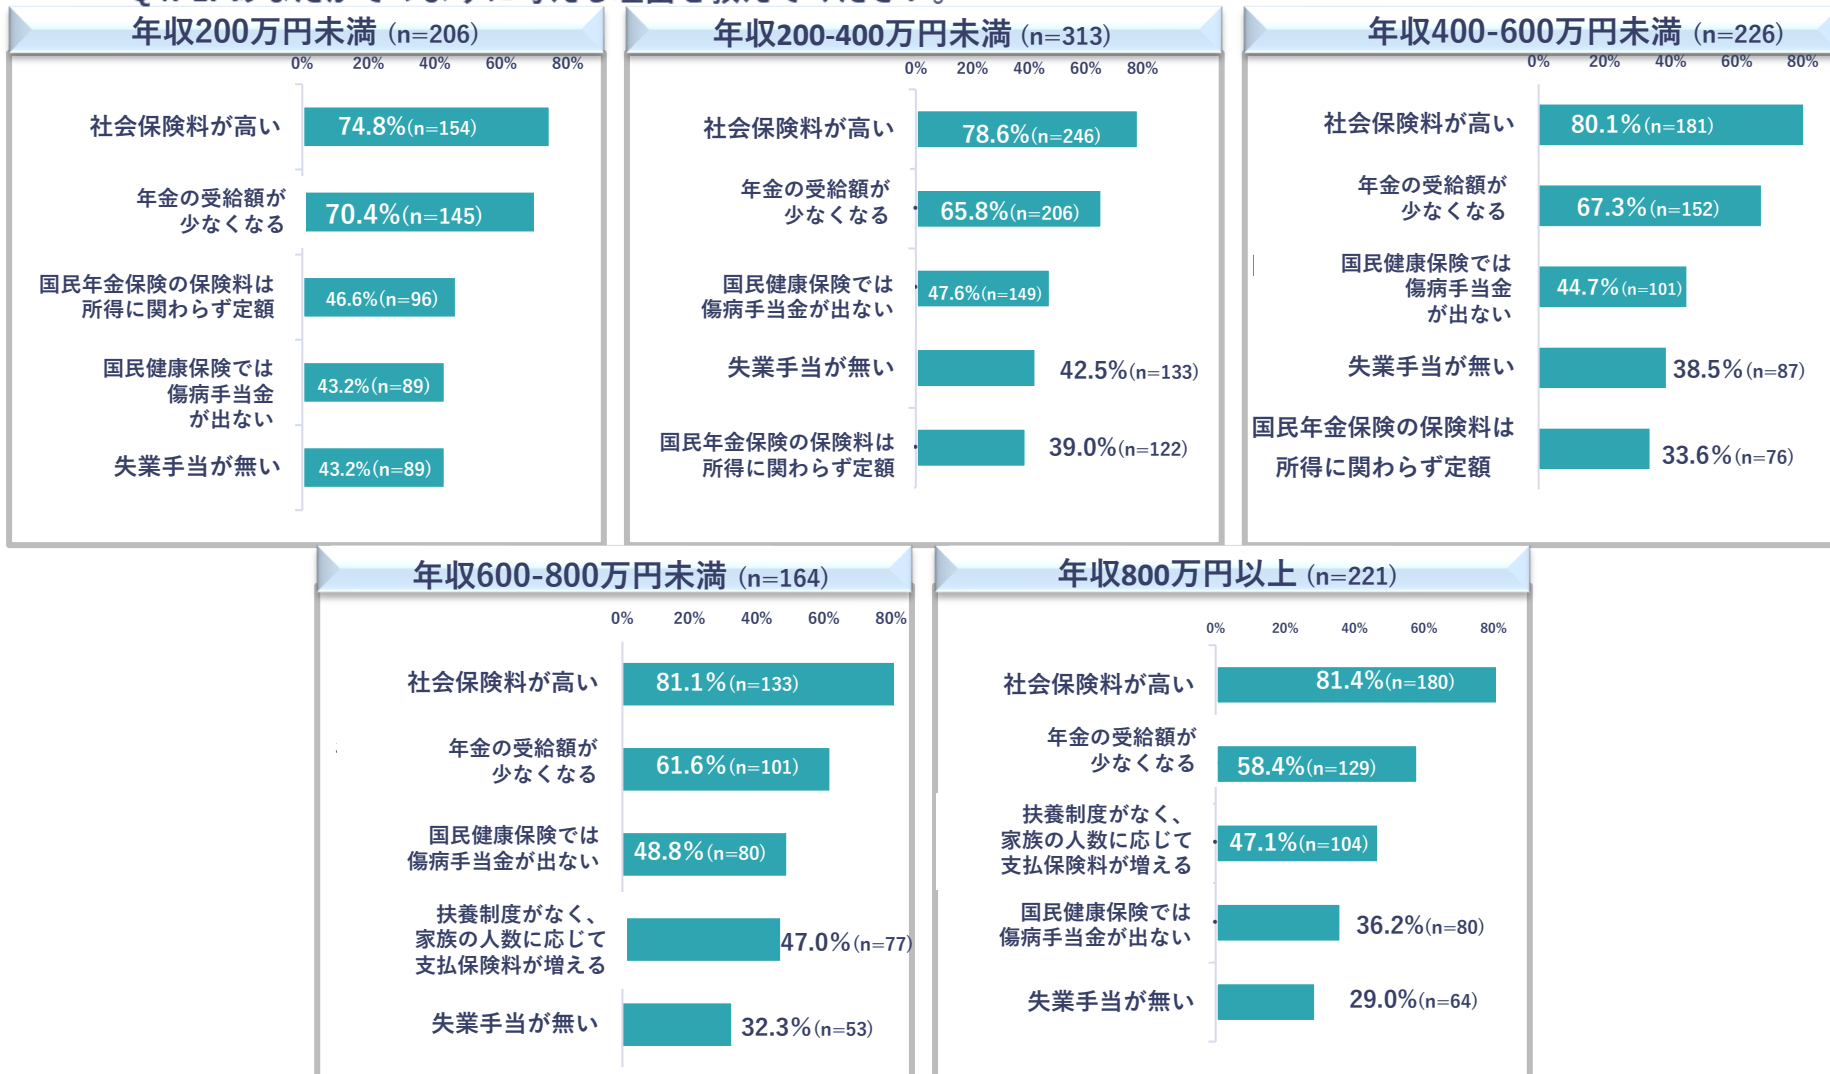 年収200万円未満 (n=206)
0% 20% 40% 60% 80%
社会保険料が高い
74.8%(n=154)
年金の受給額が
少なくなる
70.4%(n=145)
国民年金保険の保険料は
所得に関わらず定額
46.6%(n=96)
国民健康保険では
傷病手当金
が出ない
43.2%(n=89)
失業手当が無い
43.2%(n=89)
年収200-400万円未満 (n=313)
0% 20% 40% 60% 80%
社会保険料が高い
78.6%(n=246)
年金の受給額が
少なくなる
65.8%(n=206)
国民健康保険では
傷病手当金が出ない
47.6%(n=149)
失業手当が無い
42.5%(n=133)
国民年金保険の保険料は
所得に関わらず定額
39.0%(n=122)
年収400-600万円未満 (n=226)
0% 20% 40% 60% 80%
社会保険料が高い
80.1%(n=181)
年金の受給額が
少なくなる
67.3%(n=152)
国民健康保険では
傷病手当金
が出ない
44.7%(n=101)
失業手当が無い
38.5%(n=87)
国民年金保険の保険料は
所得に関わらず定額
33.6%(n=76)
年収600-800万円未満 (n=164)
0% 20% 40% 60% 80%
社会保険料が高い
81.1%(n=133)
年金の受給額が
少なくなる
61.6%(n=101)
国民健康保険では
傷病手当金が出ない
48.8%(n=80)
扶養制度がなく、
家族の人数に応じて
支払保険料が増える
47.0%(n=77)
失業手当が無い
32.3%(n=53)
年収800万円以上 (n=221)
0% 20% 40% 60% 80%
社会保険料が高い
81.4%(n=180)
年金の受給額が
少なくなる
58.4%(n=129)
扶養制度がなく、
家族の人数に応じて
支払保険料が増える
47.1%(n=104)
国民健康保険では
傷病手当金が出ない
36.2%(n=80)
失業手当が無い
29.0%(n=64)